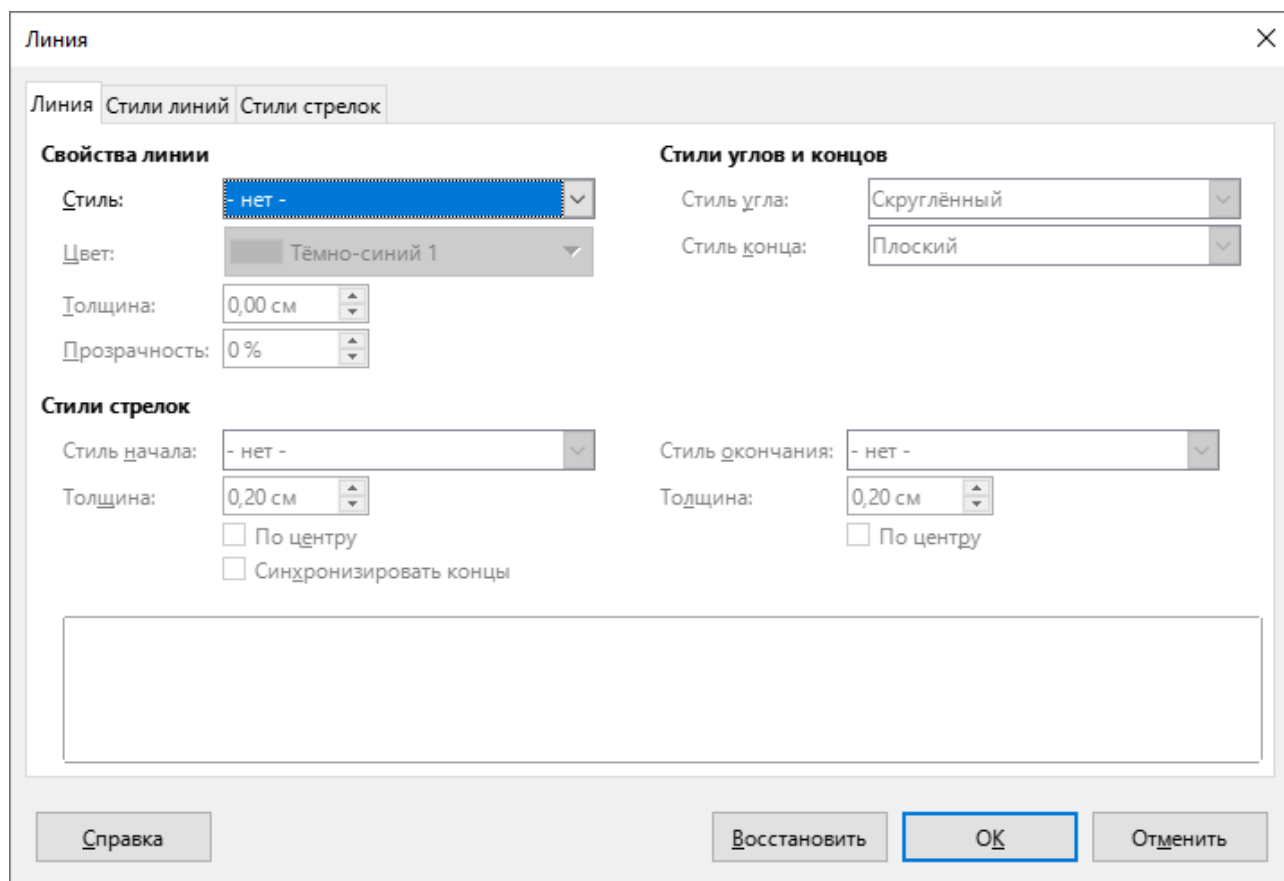 Линия
Линия Стили линий Стили стрелок
Свойства линии
Стиль: - нет -
Цвет: Тёмно-синий 1
Толщина: 0,00 см
Прозрачность: 0 %
Стили углов и концов
Стиль угла: Скруглённый
Стиль конца: Плоский
Стили стрелок
Стиль начала: - нет -
Толщина: 0,20 см
По центру
Синхронизировать концы
Стиль окончания: - нет -
Толщина: 0,20 см
По центру
Справка Восстановить ОК Отменить